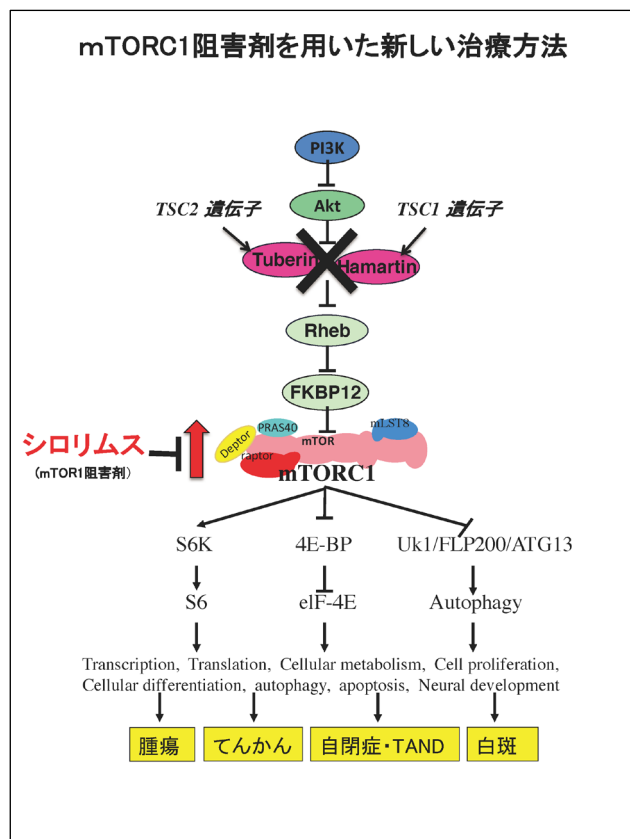 mTORC1阻害剤を用いた新しい治療方法
PI3K
Akt
TSC2 遺伝子
TSC1 遺伝子
Tuberin
Hamartin
Rheb
FKBP12
シロリムス
(mTOR1阻害剤)
Deptor
PRAS40
mTOR
mLST8
raptor
mTORC1
S6K
4E-BP
Uk1/FLP200/ATG13
S6
elF-4E
Autophagy
Transcription, Translation, Cellular metabolism, Cell proliferation,
Cellular differentiation, autophagy, apoptosis, Neural development
腫瘍
てんかん
自閉症・TAND
白斑